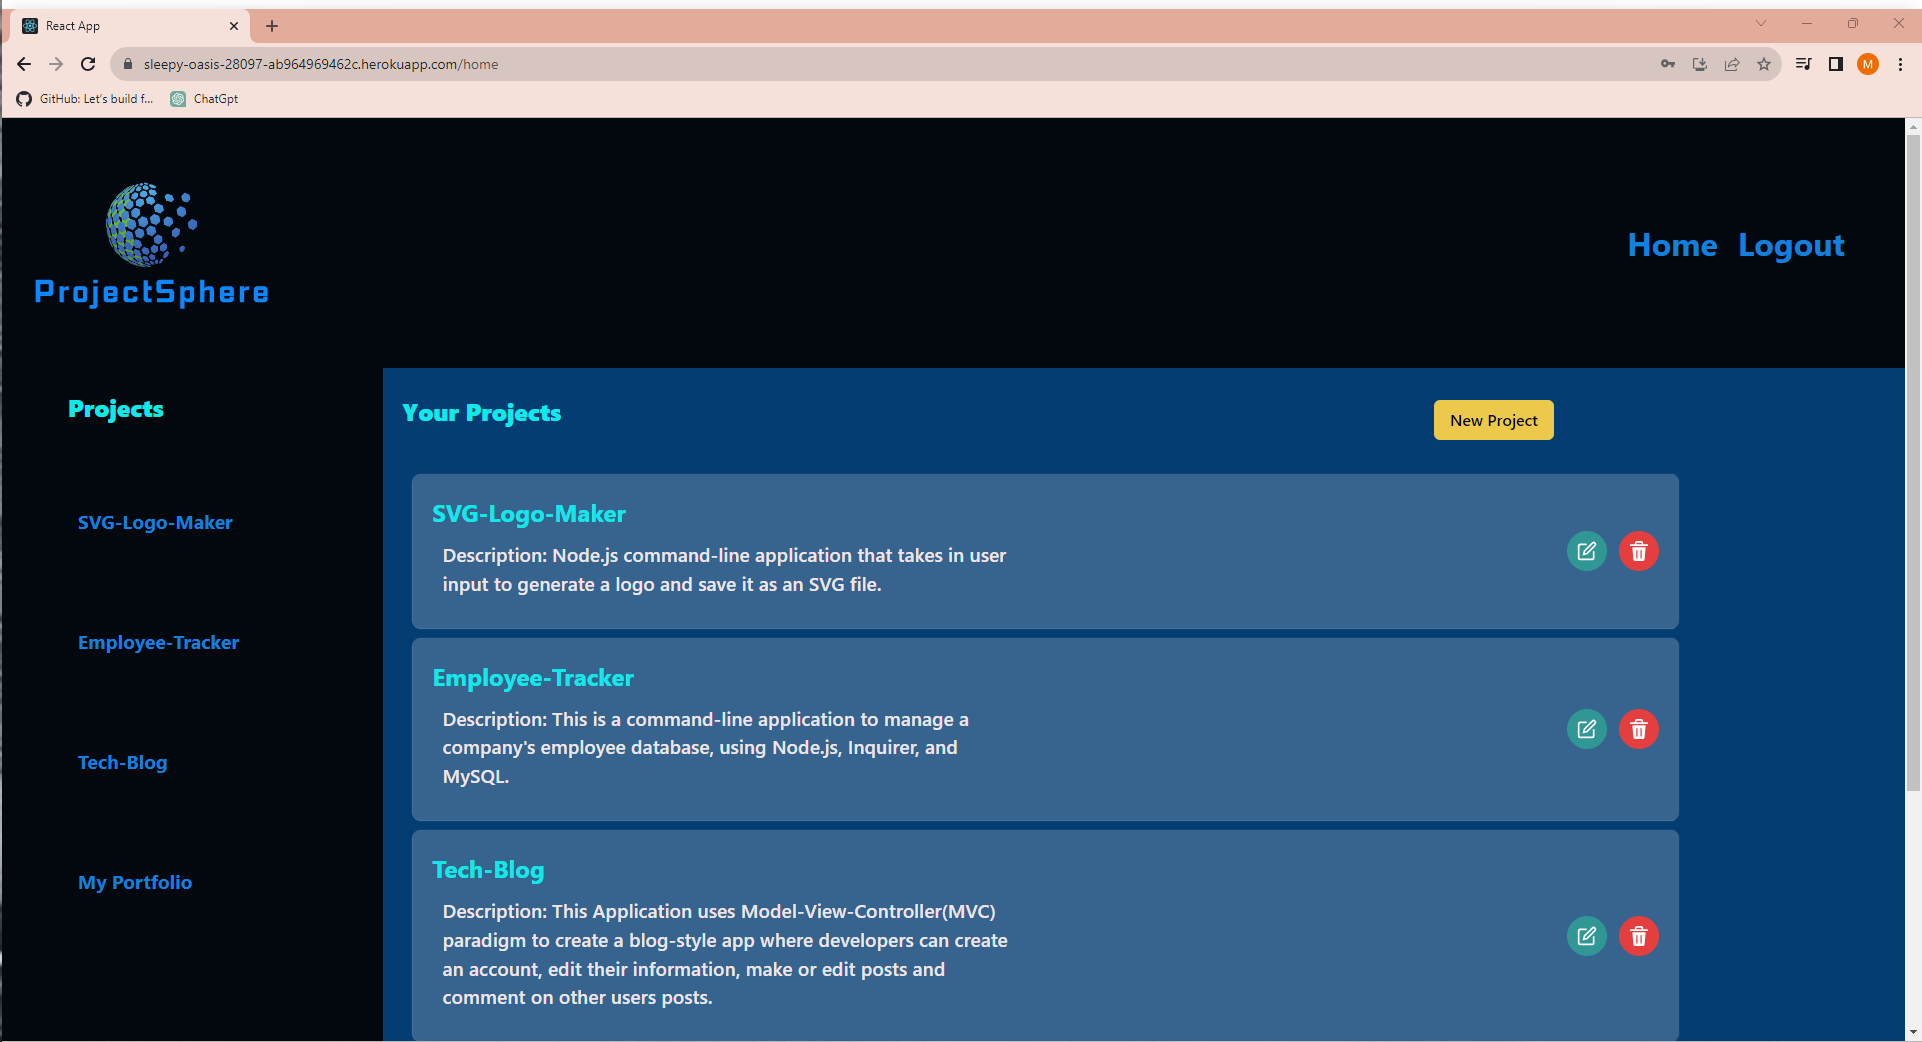 React App
sleepy-oasis-28097-ab964969462c.herokuapp.com/home
M
GitHub: Let's build f...
ChatGpt
ProjectSphere
Home
Logout
Projects
SVG-Logo-Maker
Employee-Tracker
Tech-Blog
My Portfolio
Your Projects
New Project
SVG-Logo-Maker
Description: Node.js command-line application that takes in user
input to generate a logo and save it as an SVG file.
Employee-Tracker
Description: This is a command-line application to manage a
company's employee database, using Node.js, Inquirer, and
MySQL.
Tech-Blog
Description: This Application uses Model-View-Controller(MVC)
paradigm to create a blog-style app where developers can create
an account, edit their information, make or edit posts and
comment on other users posts.